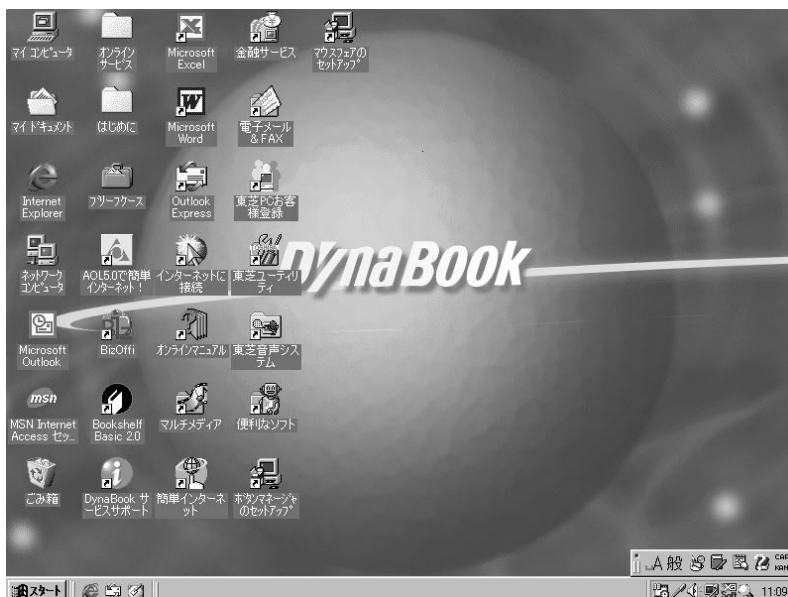 マイ コンピュータ
オンライン
サービス
Microsoft
Excel
金融サービス
マウスウェアの
セットアップ
マイ ドキュメント
はじめに
Microsoft
Word
電子メール
& FAX
Internet
Explorer
ブリーフケース
Outlook
Express
東芝PCお客
様登録
ネットワーク
コンピュータ
AOL5.0で簡単
インターネット！
インターネットに
接続
東芝ユーティリ
ティ
DynaBook
Microsoft
Outlook
BizOffi
オンラインマニュアル
東芝音声シス
テム
msn
MSN Internet
Access セッ...
Bookshelf
Basic 2.0
マルチメディア
便利なソフト
ごみ箱
DynaBook サ
ービスサポート
簡単インターネ
ット
ボタンマネージャ
のセットアップ
A 般
CAP
KAN
スタート
11:09